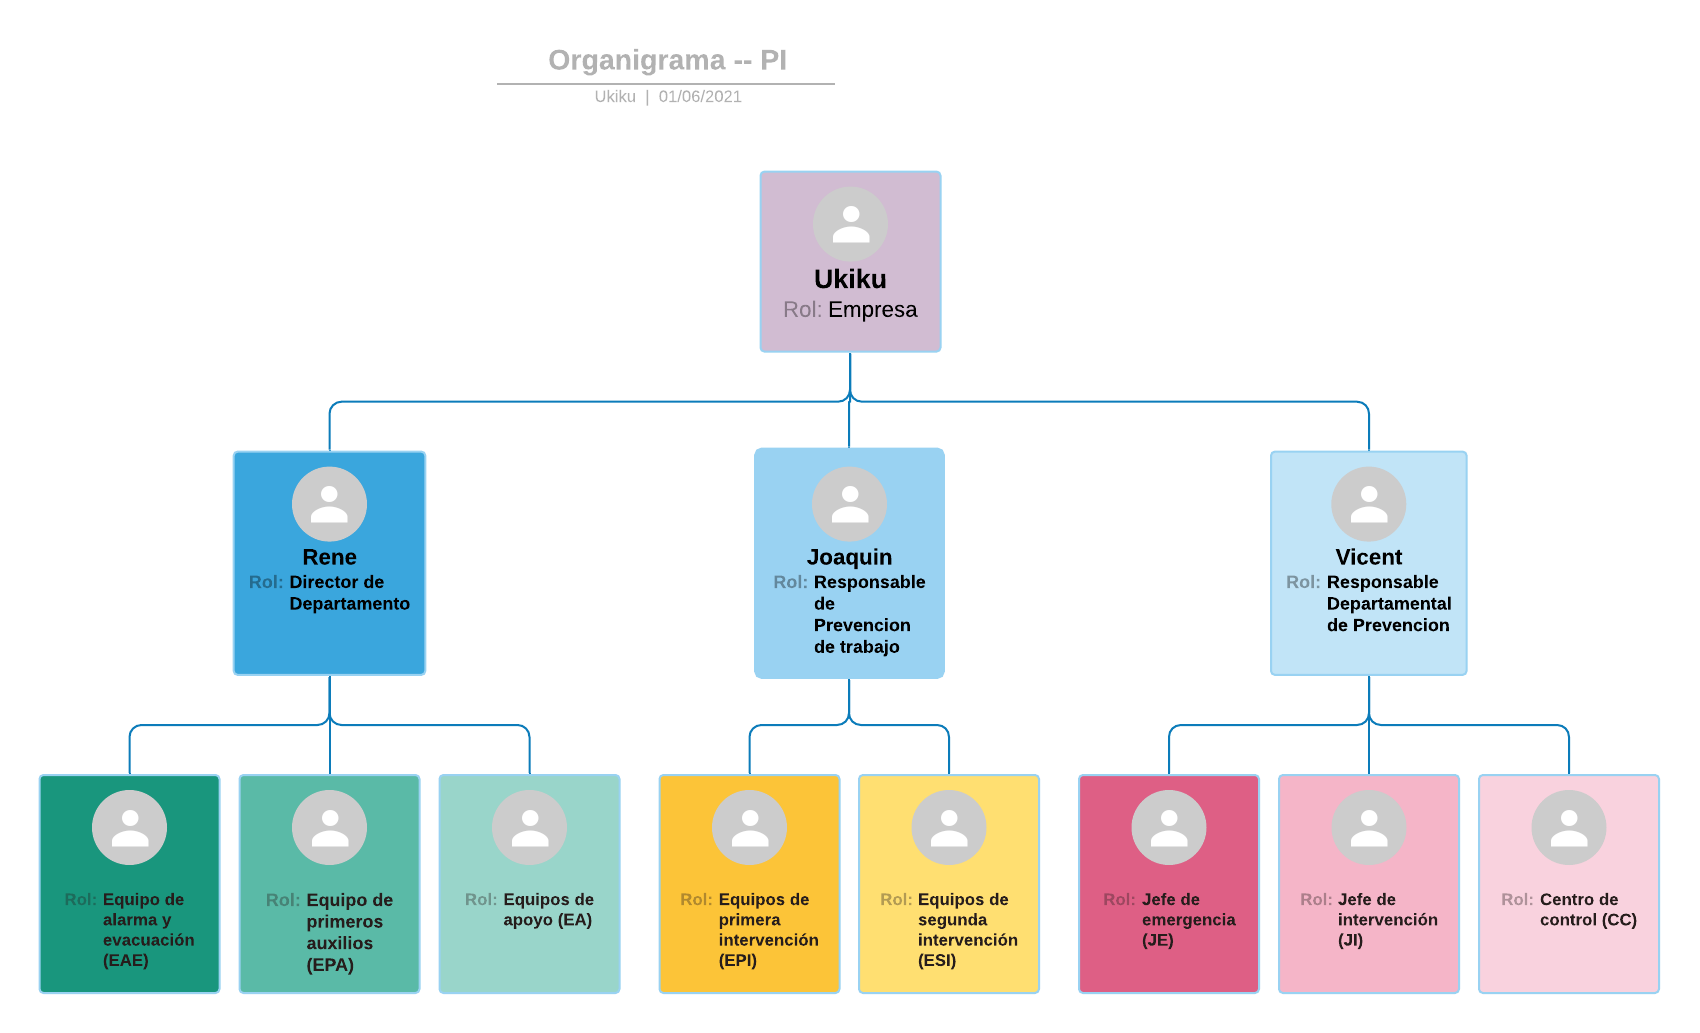 Organigrama -- PI
Ukiku | 01/06/2021
Ukiku
Rol: Empresa
Rene
Rol: Director de
Departamento
Joaquin
Rol: Responsable
de
Prevencion
de trabajo
Vicent
Rol: Responsable
Departamental
de Prevencion
Rol: Equipo de
alarma y
evacuación
(EAE)
Rol: Equipo de
primeros
auxilios
(EPA)
Rol: Equipos de
apoyo (EA)
Rol: Equipos de
primera
intervención
(EPI)
Rol: Equipos de
segunda
intervención
(ESI)
Rol: Jefe de
emergencia
(JE)
Rol: Jefe de
intervención
(JI)
Rol: Centro de
control (CC)